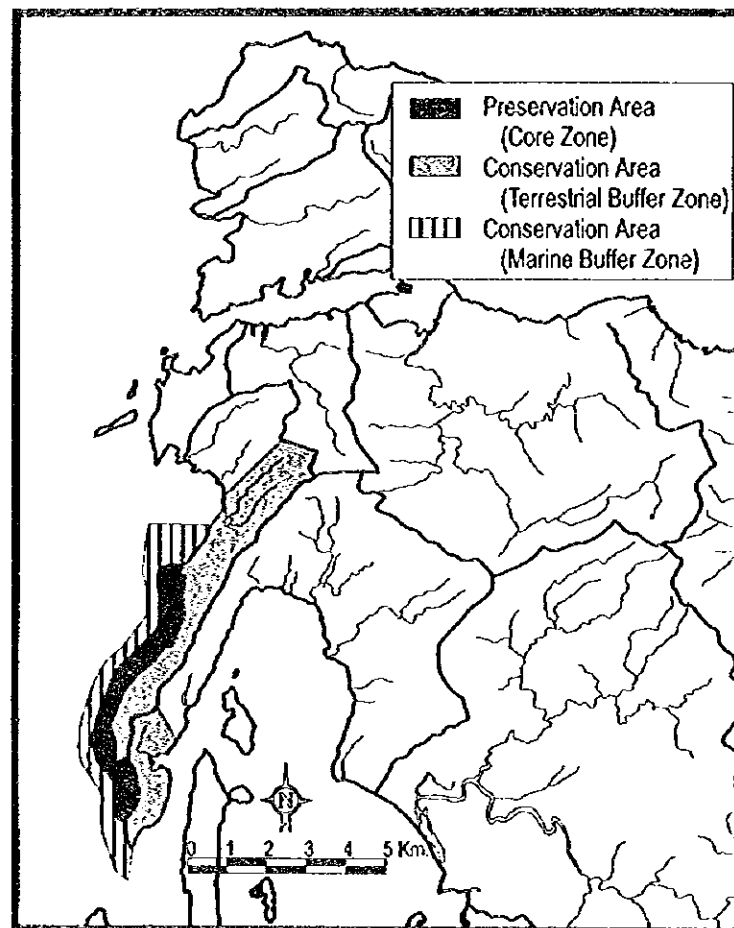 Preservation Area
(Core Zone)
Conservation Area
(Terrestrial Buffer Zone)
Conservation Area
(Marine Buffer Zone)
N
0 1 2 3 4 5 Km.